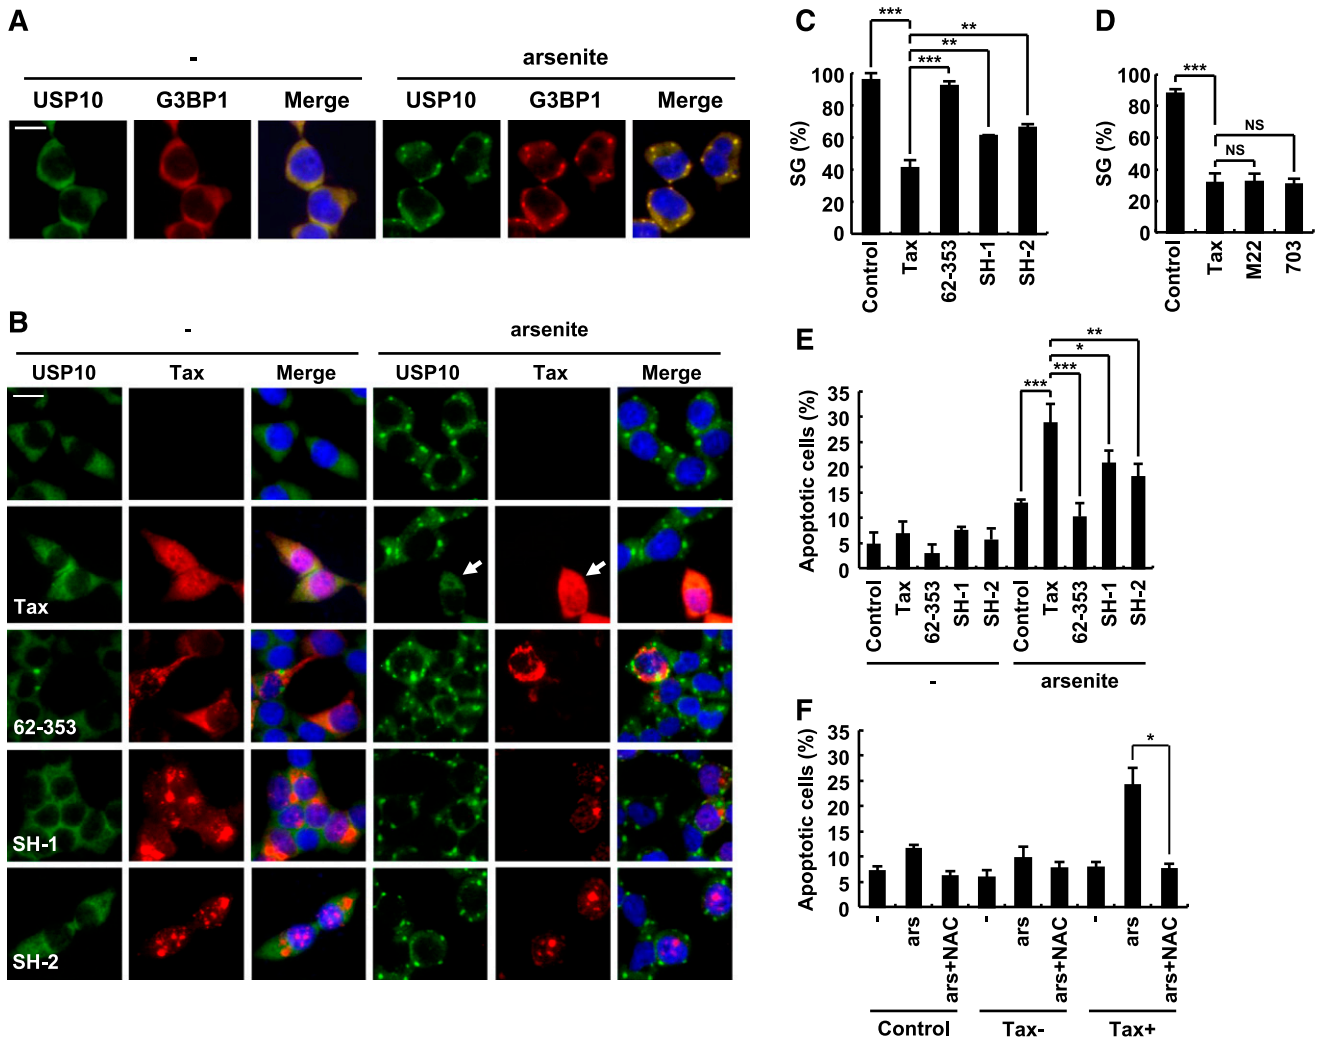 A
-
arsenite
USP10 G3BP1 Merge USP10 G3BP1 Merge
B
-
arsenite
USP10 Tax Merge USP10 Tax Merge
Tax
62-353
SH-1
SH-2
C
*** ** ** ***
SG (%)
100
80
60
40
20
0
Control Tax 62-353 SH-1 SH-2
D
*** NS NS
SG (%)
100
80
60
40
20
0
Control Tax M22 703
E
** * *** ***
Apoptotic cells (%)
35
30
25
20
15
10
5
0
Control Tax 62-353 SH-1 SH-2 Control Tax 62-353 SH-1 SH-2
- arsenite
F
*
Apoptotic cells (%)
35
30
25
20
15
10
5
0
- ars ars+NAC - ars ars+NAC - ars ars+NAC
Control Tax- Tax+